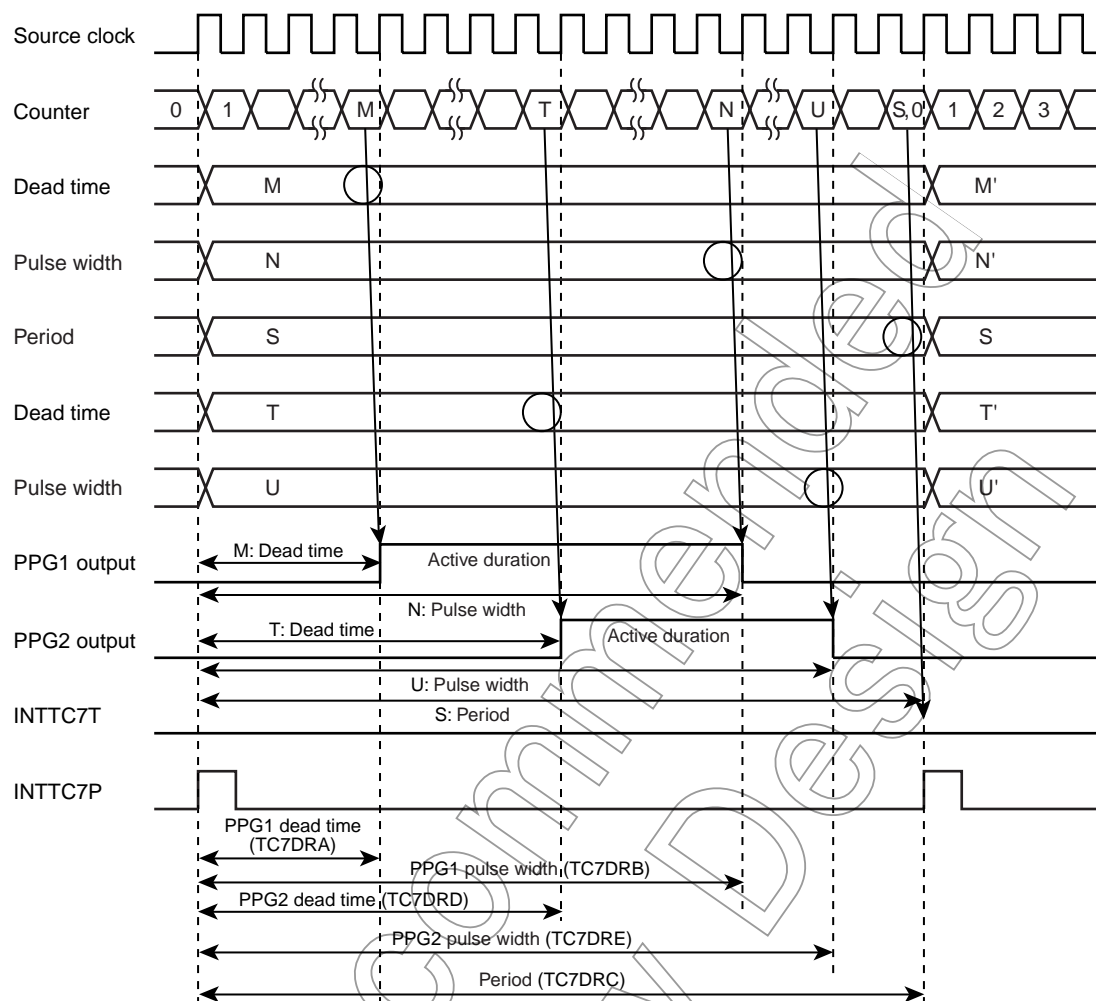 Source clock
Counter 0 1 M T N U S,0 1 2 3
Dead time M M'
Pulse width N N'
Period S S
Dead time T T'
Pulse width U U'
M: Dead time
PPG1 output Active duration
N: Pulse width
T: Dead time
PPG2 output Active duration
U: Pulse width
S: Period
INTTC7T
INTTC7P
PPG1 dead time
(TC7DRA)
PPG1 pulse width (TC7DRB)
PPG2 dead time (TC7DRD)
PPG2 pulse width (TC7DRE)
Period (TC7DRC)
commended
Design